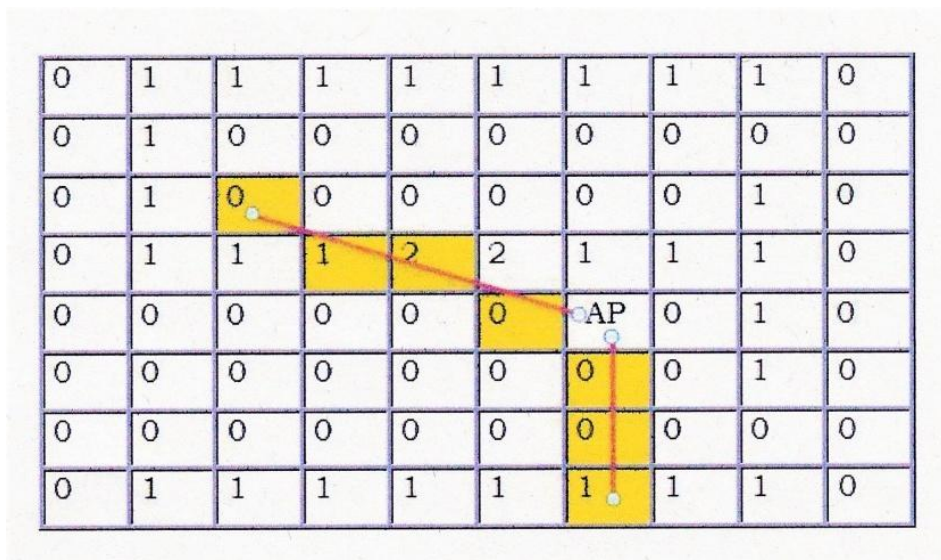 0 1 1 1 1 1 1 1 1 0
0 1 0 0 0 0 0 0 0 0
0 1 0 0 0 0 0 0 1 0
0 1 1 1 2 2 1 1 1 0
0 0 0 0 0 0 AP 0 1 0
0 0 0 0 0 0 0 0 1 0
0 0 0 0 0 0 0 0 0 0
0 1 1 1 1 1 1 1 1 0